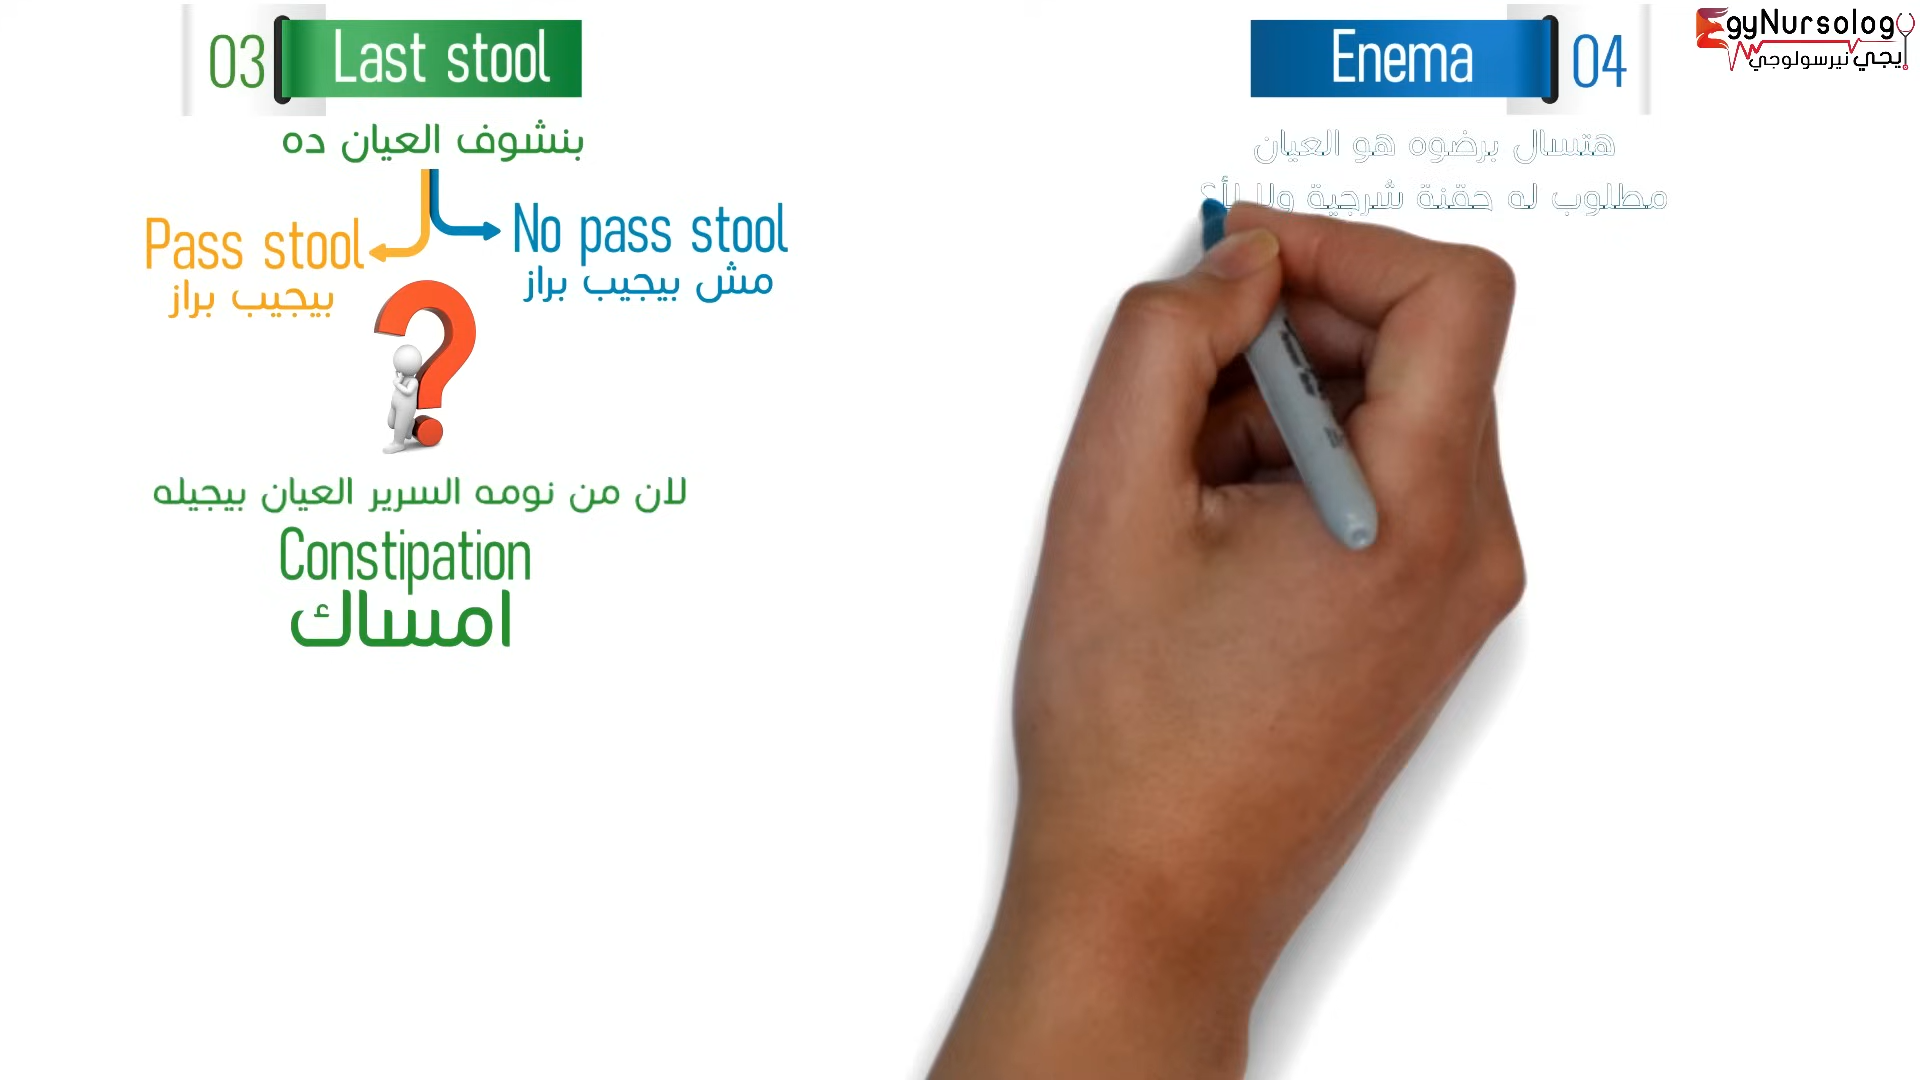 03 Last stool
بنشوف العيان ده
Pass stool
بيجيب براز
No pass stool
مش بيجيب براز
لان من نومه السرير العيان بيجيله
Constipation
امساك
Enema 04
هتسال برضوه هو العيان
مطلوب له حقنة شرجية ولا لأ؟
EgyNursology
إيجي نيرسولوجي